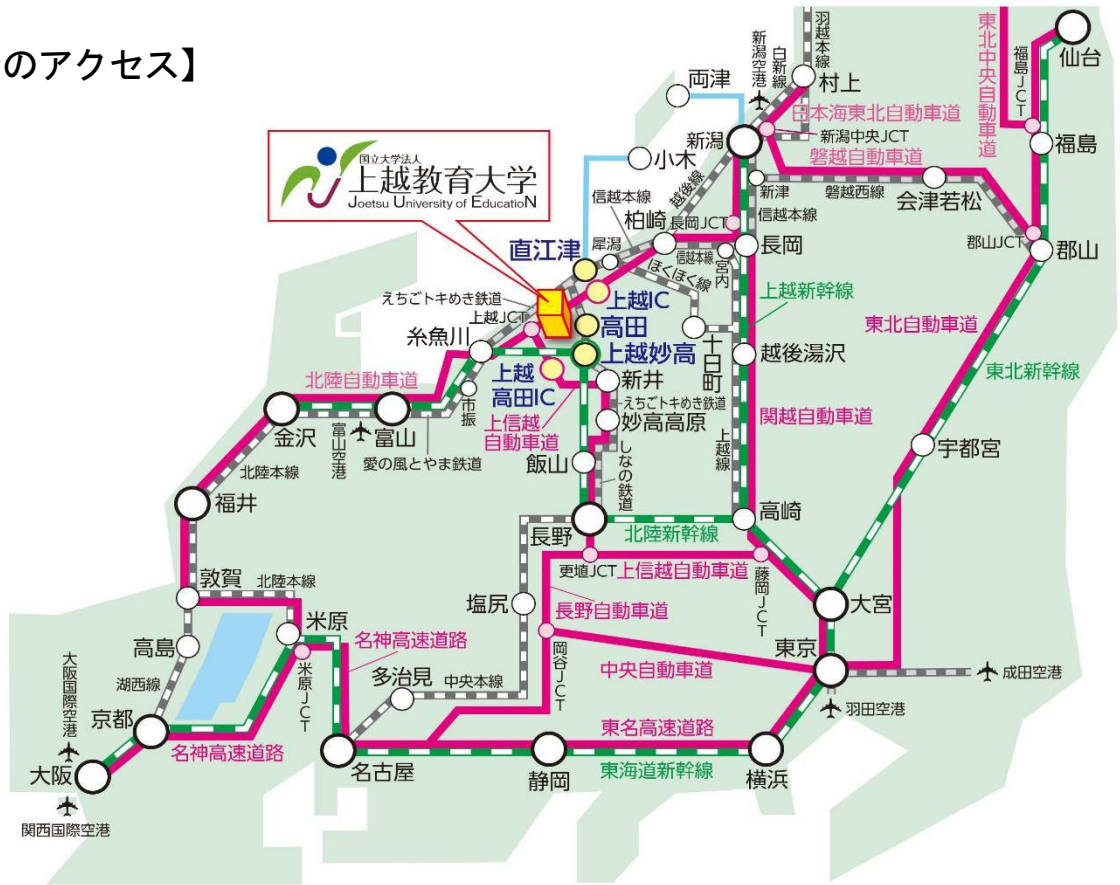 のアクセス】
国立大学法人
上越教育大学
Joetsu University of EducatioN
両津
小木
新潟空港
白新線
羽越本線
村上
日本海東北自動車道
新潟
新潟中央JCT
磐越自動車道
東北中央自動車道
福島JCT
仙台
福島
越後線
新津
磐越西線
会津若松
信越本線
信越本線
柏崎
長岡JCT
郡山JCT
郡山
直江津
犀潟
信越本線
宮内
長岡
ほくほく線
えちごトキめき鉄道
上越JCT
上越IC
高田
上越新幹線
東北自動車道
糸魚川
上越妙高
十日町
越後湯沢
東北新幹線
北陸自動車道
市振
上越
高田IC
新井
上信越
自動車道
えちごトキめき鉄道
妙高高原
関越自動車道
金沢
富山空港
富山
愛の風とやま鉄道
飯山
しなの鉄道
上越線
宇都宮
北陸本線
福井
長野
北陸新幹線
高崎
更埴JCT
上信越自動車道
藤岡JCT
敦賀
北陸本線
塩尻
長野自動車道
大宮
高島
米原
名神高速道路
岡谷JCT
中央自動車道
東京
成田空港
湖西線
米原JCT
多治見
中央本線
羽田空港
大阪国際空港
京都
名神高速道路
東名高速道路
大阪
名古屋
静岡
東海道新幹線
横浜
関西国際空港